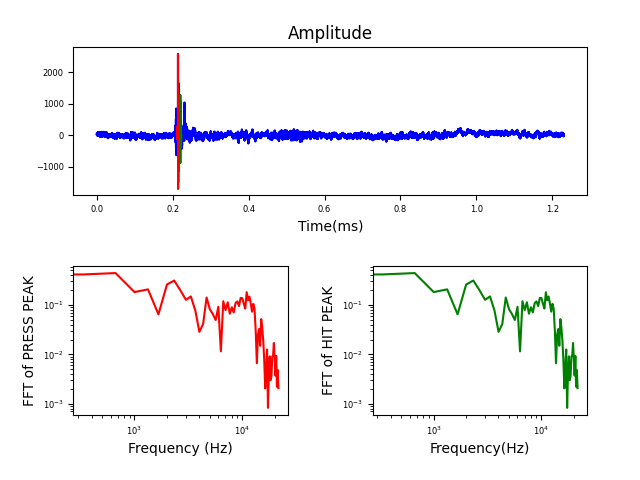 Amplitude
2000
1000
0
−1000
0.0 0.2 0.4 0.6 0.8 1.0 1.2
Time(ms)
FFT of PRESS PEAK
10⁻¹
10⁻²
10⁻³
10³ 10⁴
Frequency (Hz)
FFT of HIT PEAK
10⁻¹
10⁻²
10⁻³
10³ 10⁴
Frequency(Hz)